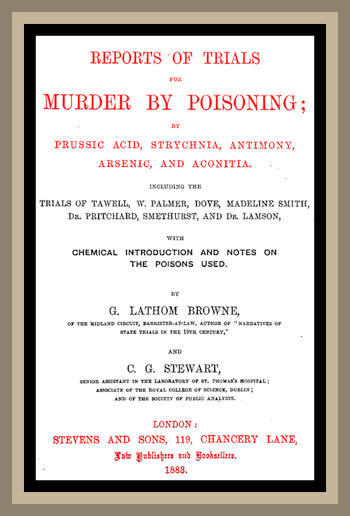 REPORTS OF TRIALS
FOR
MURDER BY POISONING;
BY
PRUSSIC ACID, STRYCHNIA, ANTIMONY,
ARSENIC, AND ACONITIA.
INCLUDING THE
TRIALS OF TAWELL, W. PALMER, DOVE, MADELINE SMITH,
DR. PRITCHARD, SMETHURST, AND DR. LAMSON,
WITH
CHEMICAL INTRODUCTION AND NOTES ON
THE POISONS USED.
BY
G. LATHOM BROWNE,
OF THE MIDLAND CIRCUIT, BARRISTER-AT-LAW, AUTHOR OF "NARRATIVES OF
STATE TRIALS IN THE 19TH CENTURY,"
AND
C. G. STEWART,
SENIOR ASSISTANT IN THE LABORATORY OF ST. THOMAS'S HOSPITAL;
ASSOCIATE OF THE ROYAL COLLEGE OF SCIENCE, DUBLIN;
AND OF THE SOCIETY OF PUBLIC ANALYSTS.
LONDON:
STEVENS AND SONS, 119, CHANCERY LANE,
Law Publishers and Booksellers.
1883.